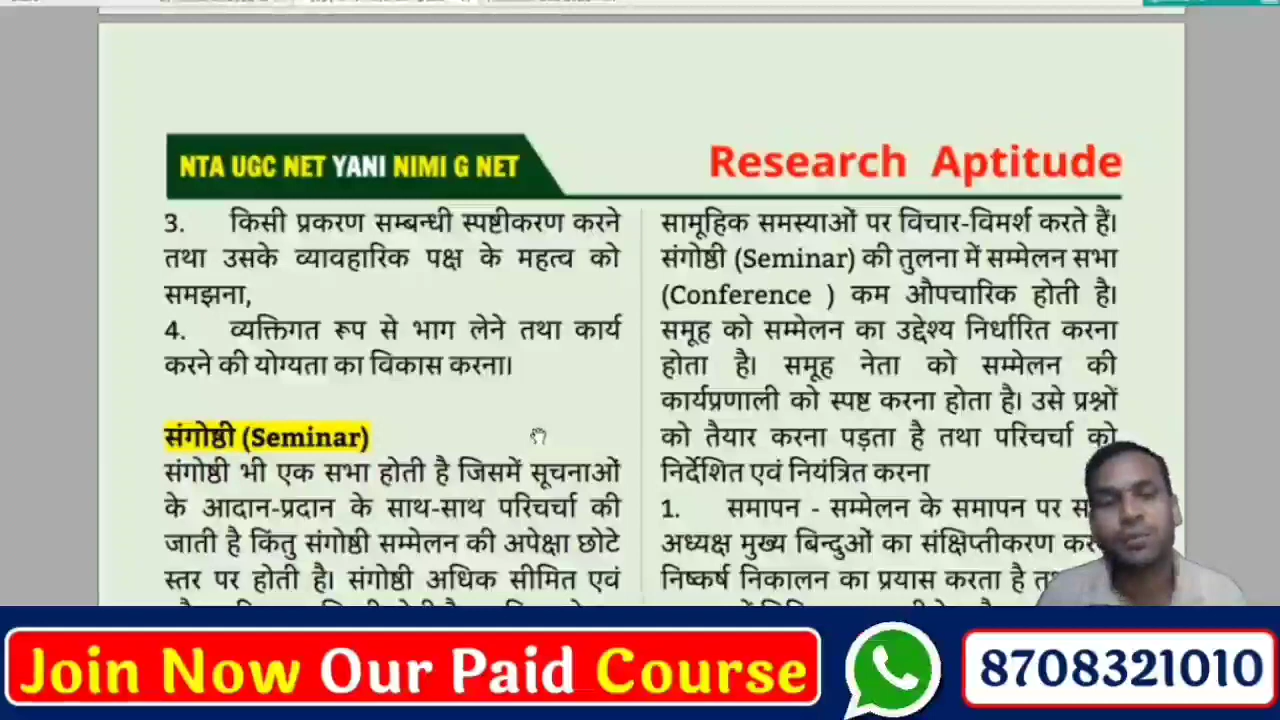 NTA UGC NET YANI NIMI G NET
Research Aptitude
3. किसी प्रकरण सम्बन्धी स्पष्टीकरण करने
तथा उसके व्यावहारिक पक्ष के महत्व को
समझना,
4. व्यक्तिगत रूप से भाग लेने तथा कार्य
करने की योग्यता का विकास करना।
संगोष्ठी (Seminar)
संगोष्ठी भी एक सभा होती है जिसमें सूचनाओं
के आदान-प्रदान के साथ-साथ परिचर्चा की
जाती है किंतु संगोष्ठी सम्मेलन की अपेक्षा छोटे
स्तर पर होती है। संगोष्ठी अधिक सीमित एवं
सामूहिक समस्याओं पर विचार-विमर्श करते हैं।
संगोष्ठी (Seminar) की तुलना में सम्मेलन सभा
(Conference ) कम औपचारिक होती है।
समूह को सम्मेलन का उद्देश्य निर्धारित करना
होता है। समूह नेता को सम्मेलन की
कार्यप्रणाली को स्पष्ट करना होता है। उसे प्रश्नों
को तैयार करना पड़ता है तथा परिचर्चा को
निर्देशित एवं नियंत्रित करना
1. समापन - सम्मेलन के समापन पर
अध्यक्ष मुख्य बिन्दुओं का संक्षिप्तीकरण
निष्कर्ष निकालन का प्रयास करता है
Join Now Our Paid Course
8708321010